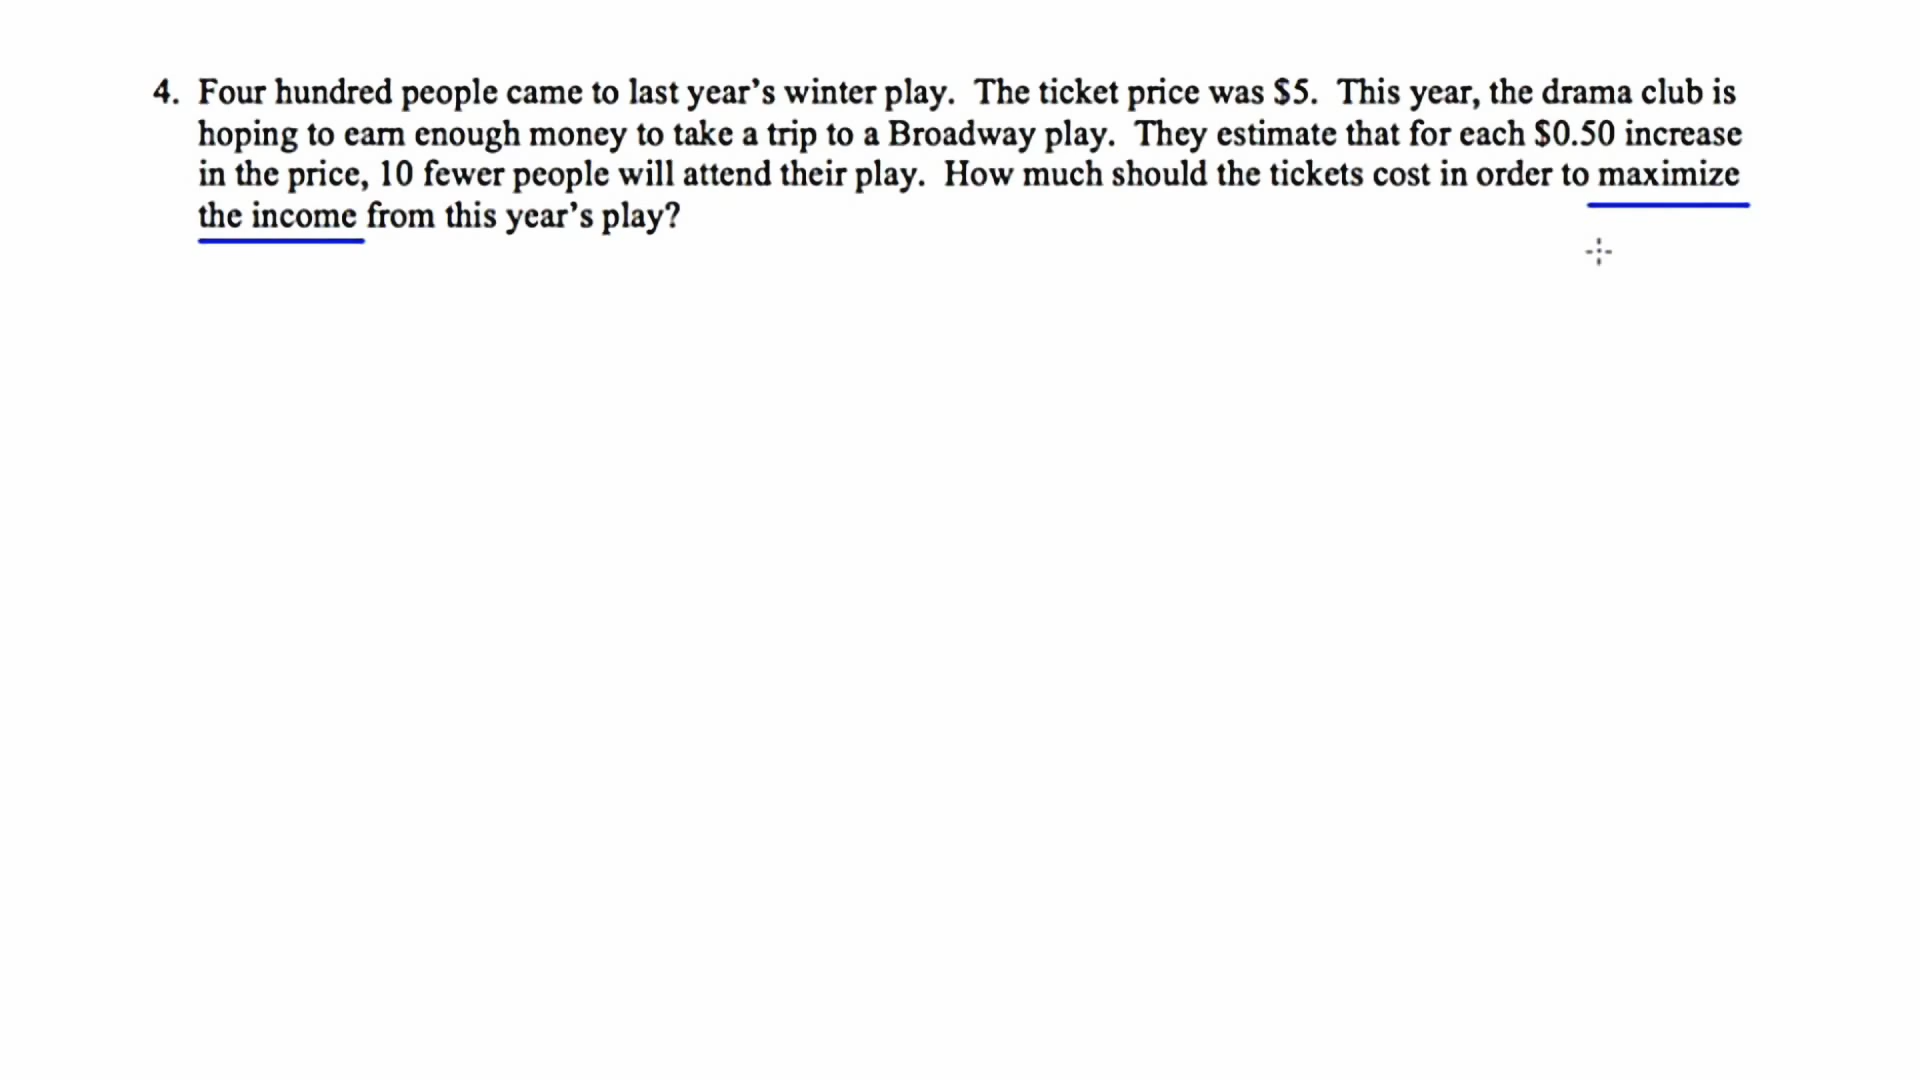 4. Four hundred people came to last year's winter play. The ticket price was $5. This year, the drama club is
hoping to earn enough money to take a trip to a Broadway play. They estimate that for each $0.50 increase
in the price, 10 fewer people will attend their play. How much should the tickets cost in order to maximize
the income from this year's play?